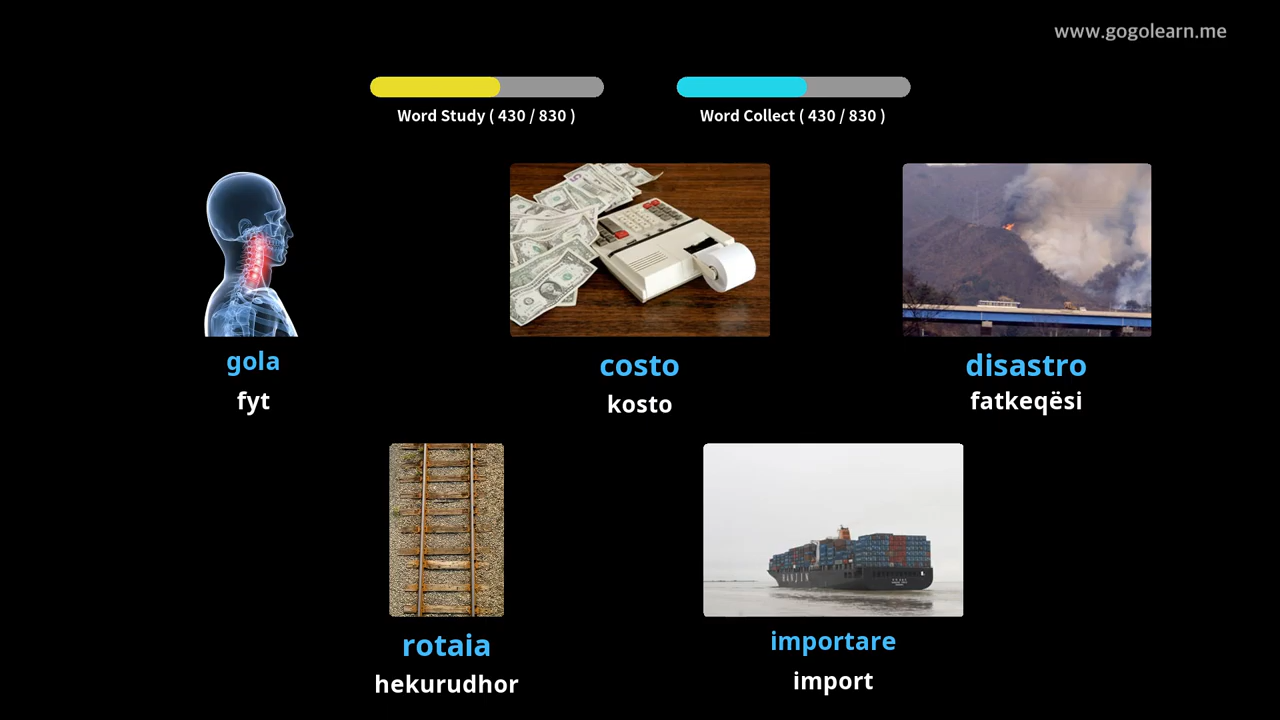 www.gogolearn.me
Word Study ( 430 / 830 )
Word Collect ( 430 / 830 )
gola
fyt
costo
kosto
disastro
fatkeqësi
rotaia
hekurudhor
HANJIN
importare
import